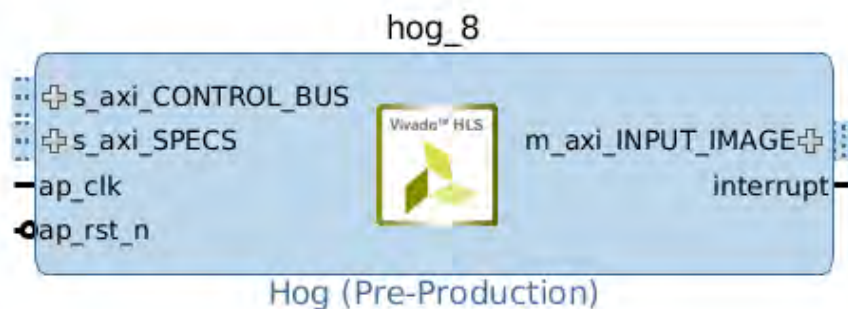 hog_8
s_axi_CONTROL_BUS
s_axi_SPECS
ap_clk
ap_rst_n
Vivado™ HLS
m_axi_INPUT_IMAGE
interrupt
Hog (Pre-Production)